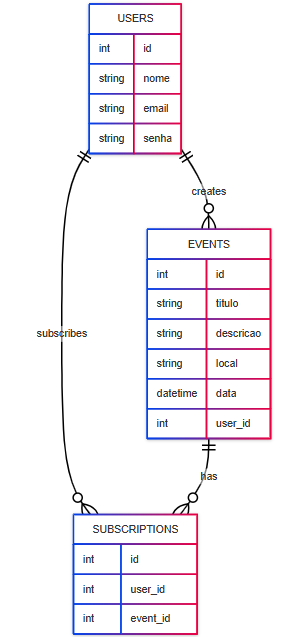 USERS
int id
string nome
string email
string senha
creates
EVENTS
int id
string titulo
string descricao
string local
datetime data
int user_id
subscribes
has
SUBSCRIPTIONS
int id
int user_id
int event_id